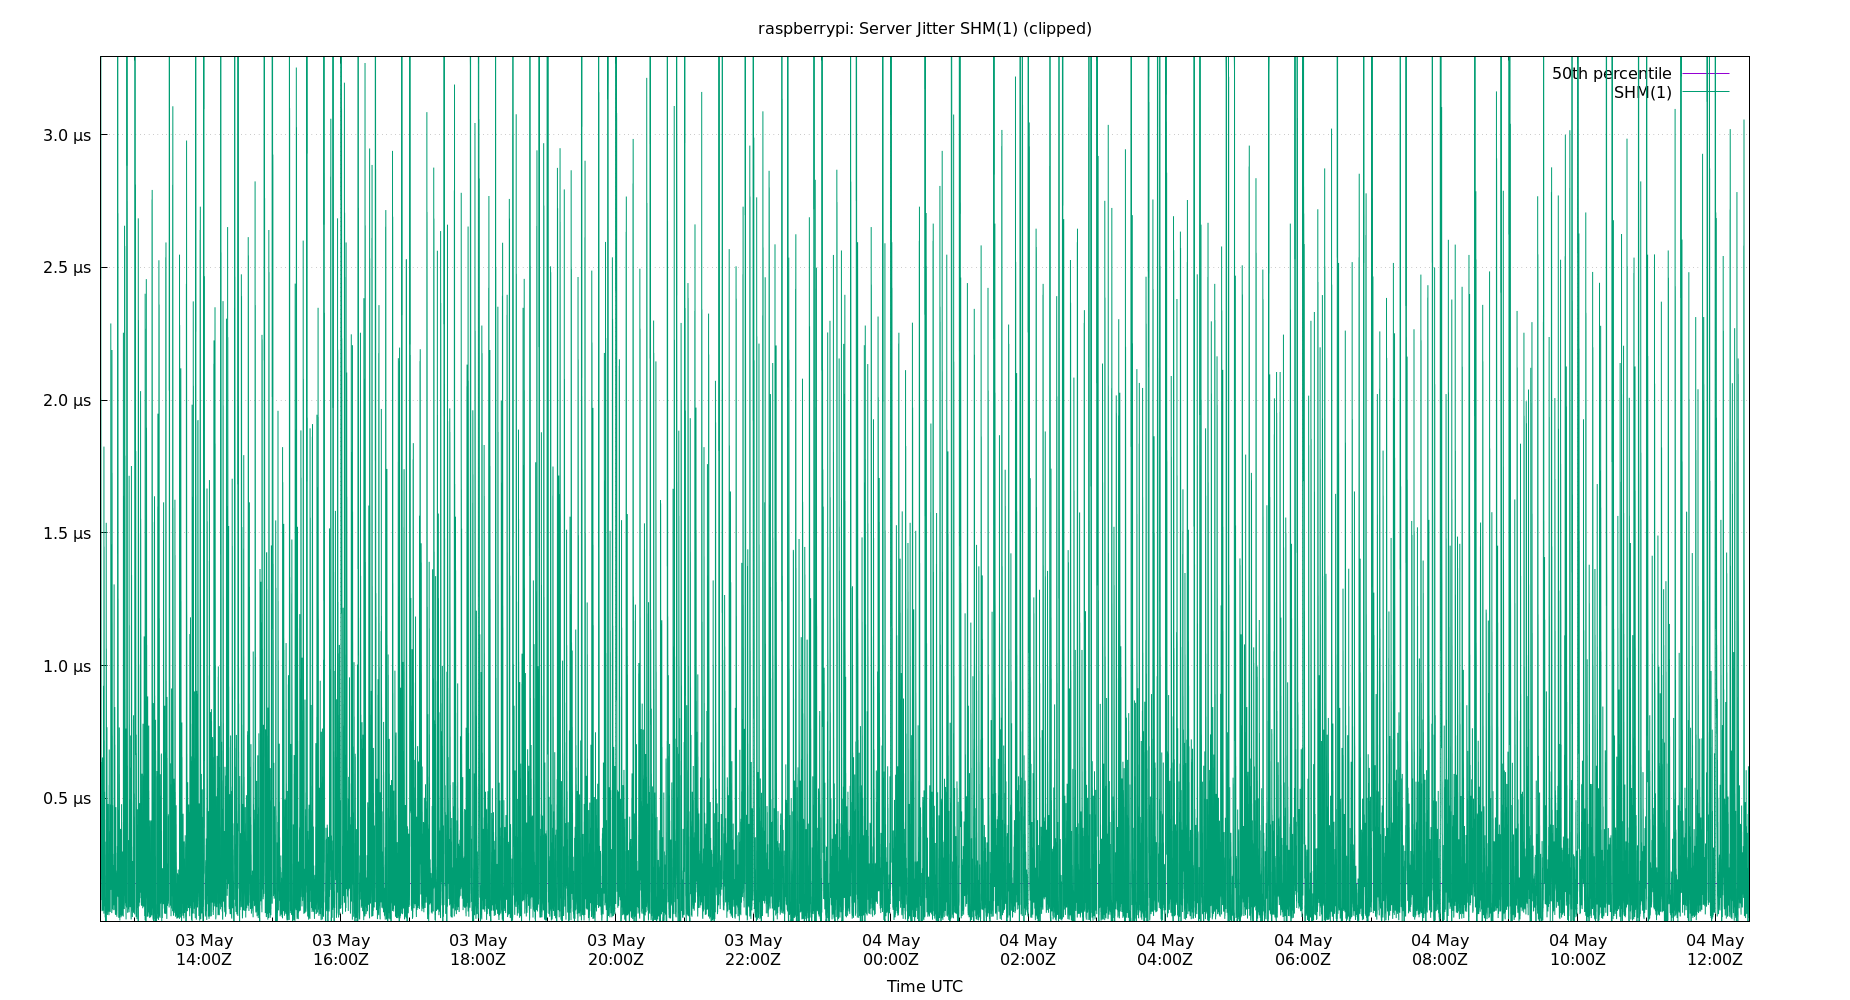 raspberrypi: Server Jitter SHM(1) (clipped)
50th percentile
SHM(1)
3.0 µs
2.5 µs
2.0 µs
1.5 µs
1.0 µs
0.5 µs
03 May 03 May 03 May 03 May 03 May 04 May 04 May 04 May 04 May 04 May 04 May 04 May
14:00Z 16:00Z 18:00Z 20:00Z 22:00Z 00:00Z 02:00Z 04:00Z 06:00Z 08:00Z 10:00Z 12:00Z
Time UTC